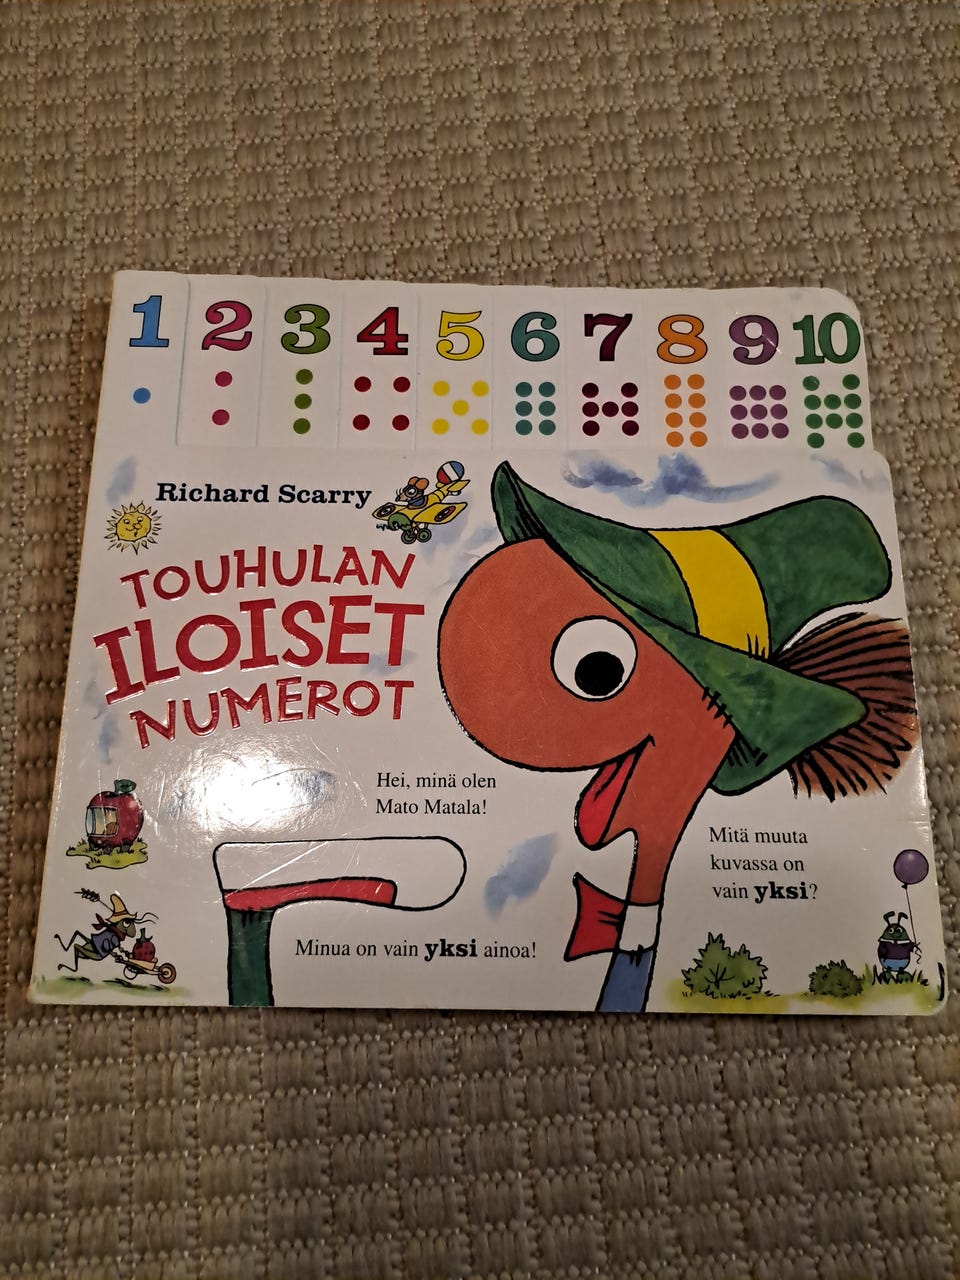 1 2 3 4 5 6 7 8 9 10
Richard Scarry
TOUHULAN
ILOISET
NUMEROT
Hei, minä olen
Mato Matala!
Mitä muuta
kuvassa on
vain yksi?
Minua on vain yksi ainoa!